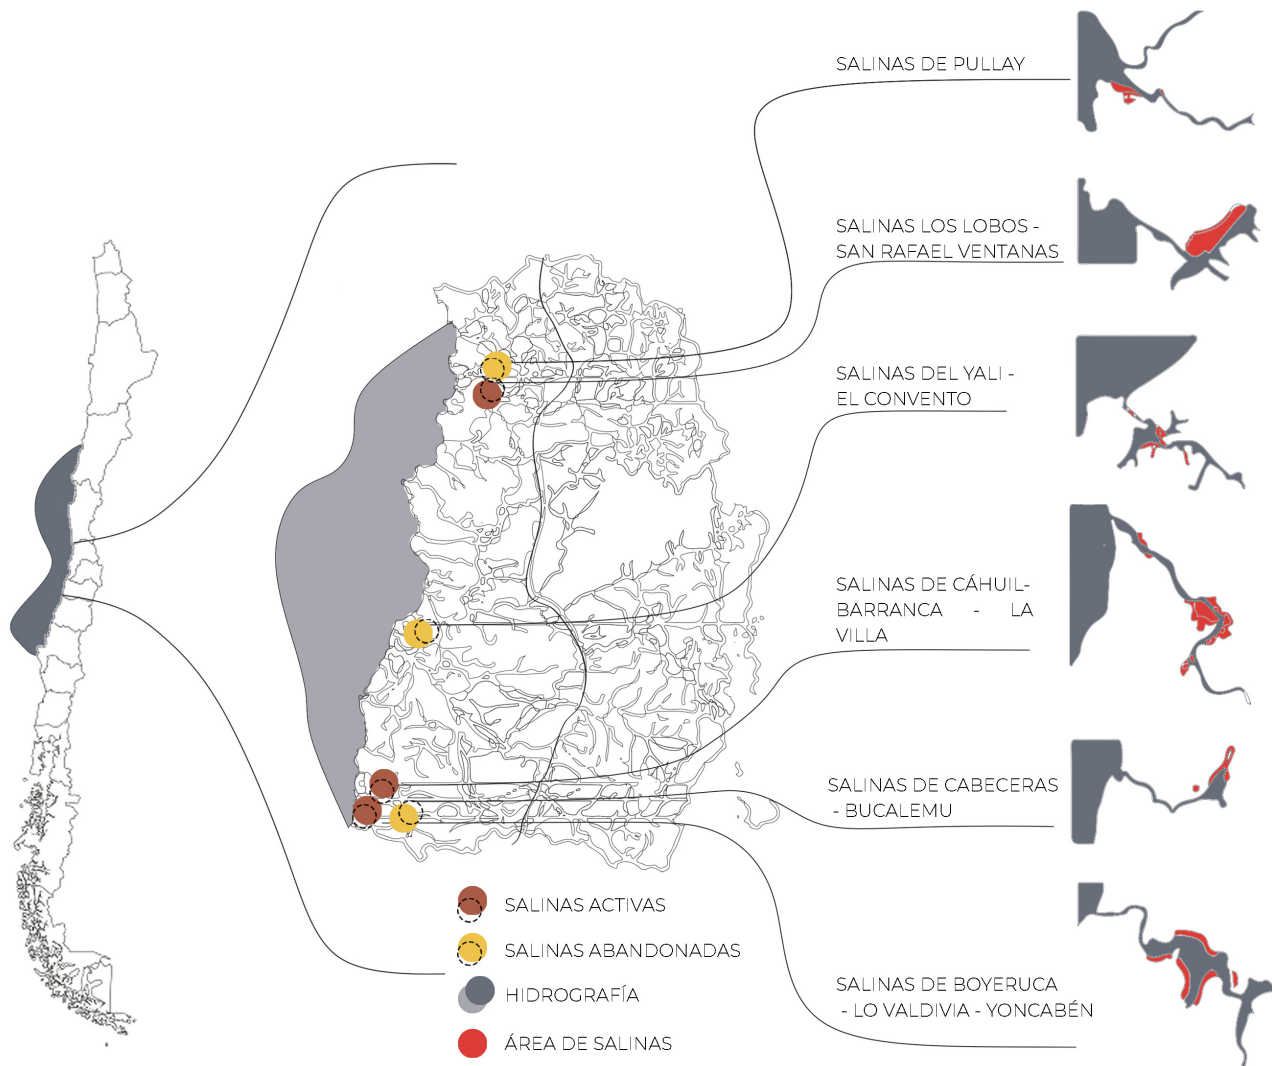 SALINAS DE PULLAY
SALINAS LOS LOBOS -
SAN RAFAEL VENTANAS
SALINAS DEL YALI -
EL CONVENTO
SALINAS DE CÁHUIL-
BARRANCA - LA
VILLA
SALINAS DE CABECERAS
- BUCALEMU
SALINAS DE BOYERUCA
- LO VALDIVIA - YONCABÉN
SALINAS ACTIVAS
SALINAS ABANDONADAS
HIDROGRAFÍA
ÁREA DE SALINAS